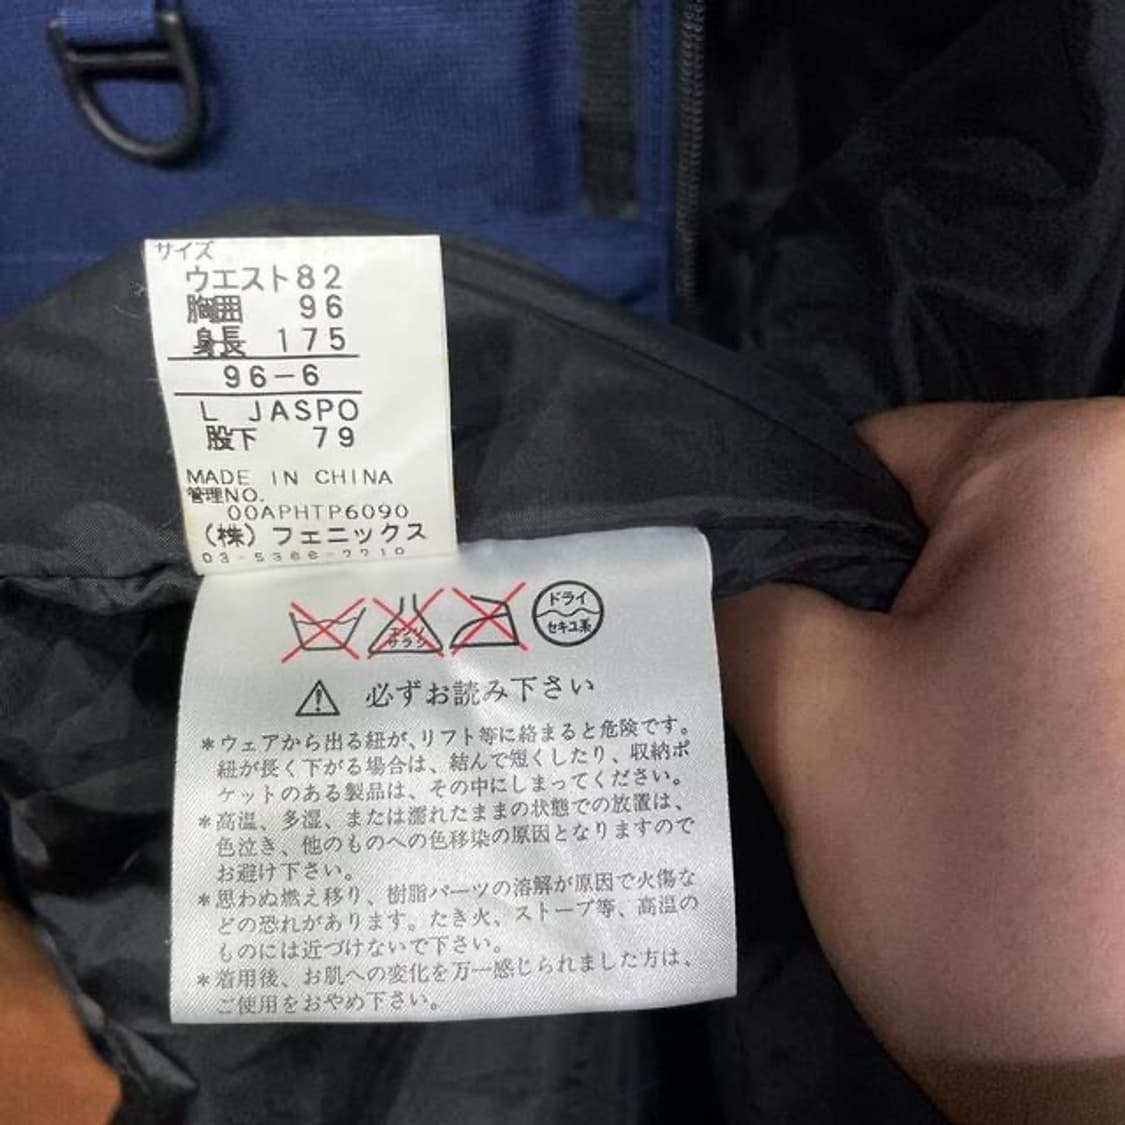 サイズ
ウエスト82
胸囲 96
身長 175
96-6
L JASPO
股下 79
MADE IN CHINA
管理NO.
00APHTP6090
(株)フェニックス
03-5366-7719
エンソ
サラシ
ドライ
セキユ系
必ずお読み下さい
*ウェアから出る紐が、リフト等に絡まると危険です。
紐が長く下がる場合は、結んで短くしたり、収納ポ
ケットのある製品は、その中にしまってください。
*高温、多湿、または濡れたままの状態での放置は、
色泣き、他のものへの色移染の原因となりますので
お避け下さい。
*思わぬ燃え移り、樹脂パーツの溶解が原因で火傷な
どの恐れがあります。たき火、ストーブ等、高温の
ものには近づけないで下さい。
*着用後、お肌への変化を万一感じられました方は、
ご使用をおやめ下さい。